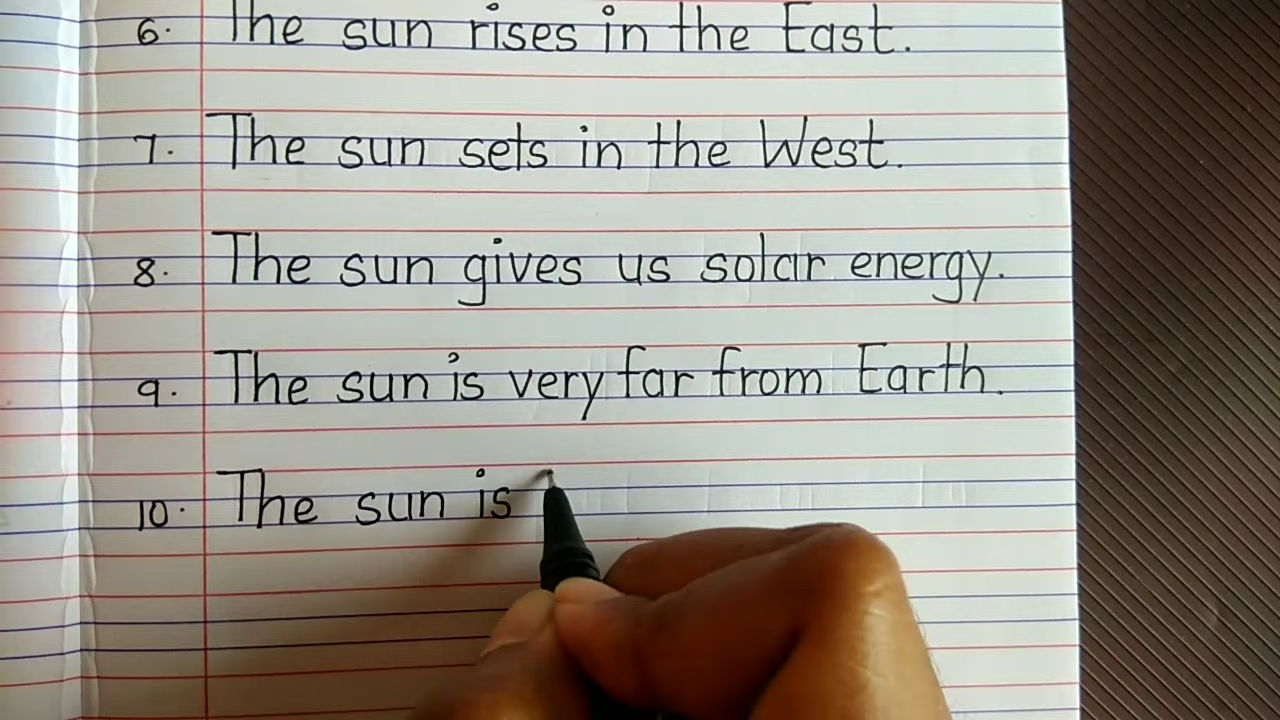 6. The sun rises in the East.
7. The sun sets in the West.
8. The sun gives us solar energy.
9. The sun is very far from Earth.
10. The sun is